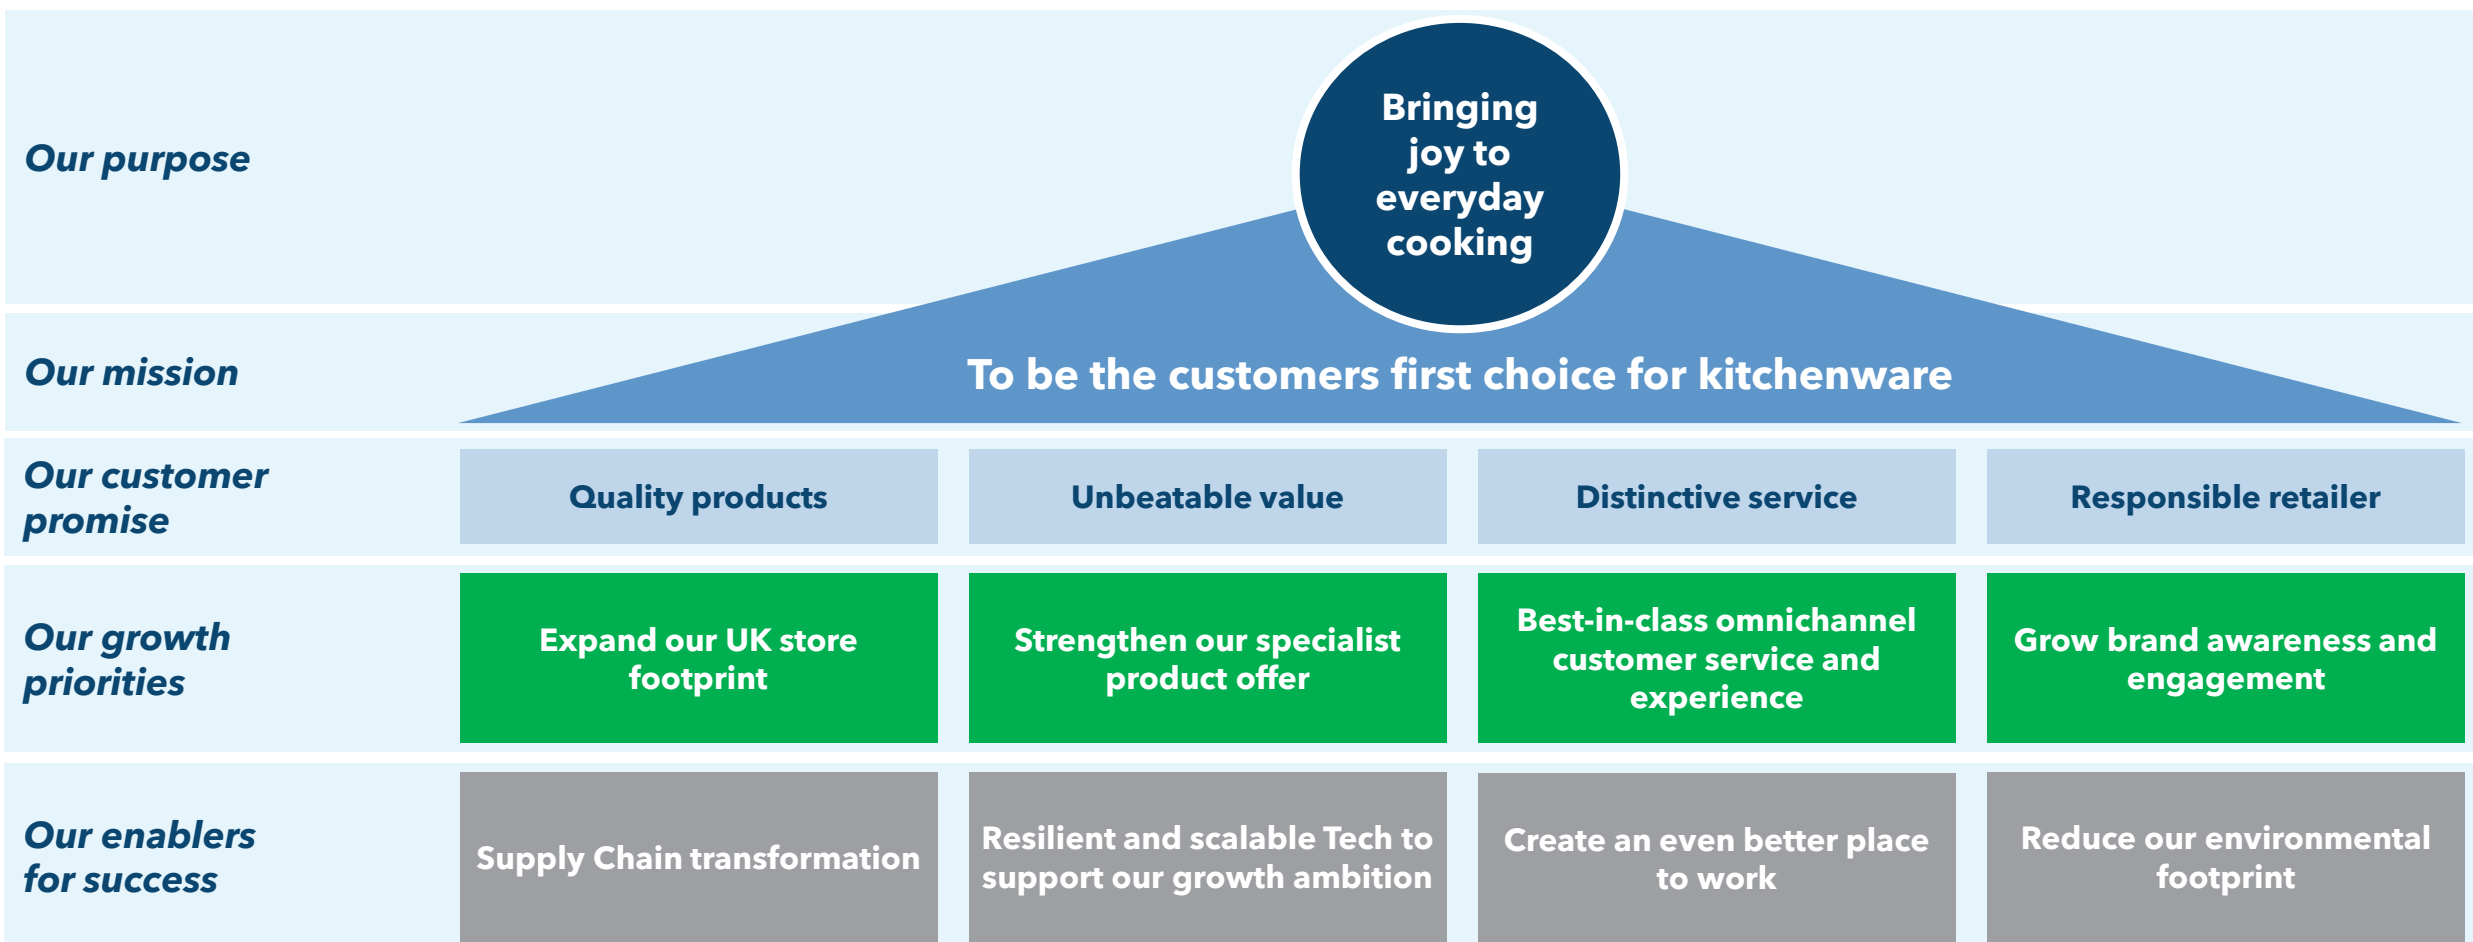 Our purpose
Bringing
joy to
everyday
cooking
Our mission
To be the customers first choice for kitchenware
Our customer
promise
Quality products
Unbeatable value
Distinctive service
Responsible retailer
Our growth
priorities
Expand our UK store
footprint
Strengthen our specialist
product offer
Best-in-class omnichannel
customer service and
experience
Grow brand awareness and
engagement
Our enablers
for success
Supply Chain transformation
Resilient and scalable Tech to
support our growth ambition
Create an even better place
to work
Reduce our environmental
footprint